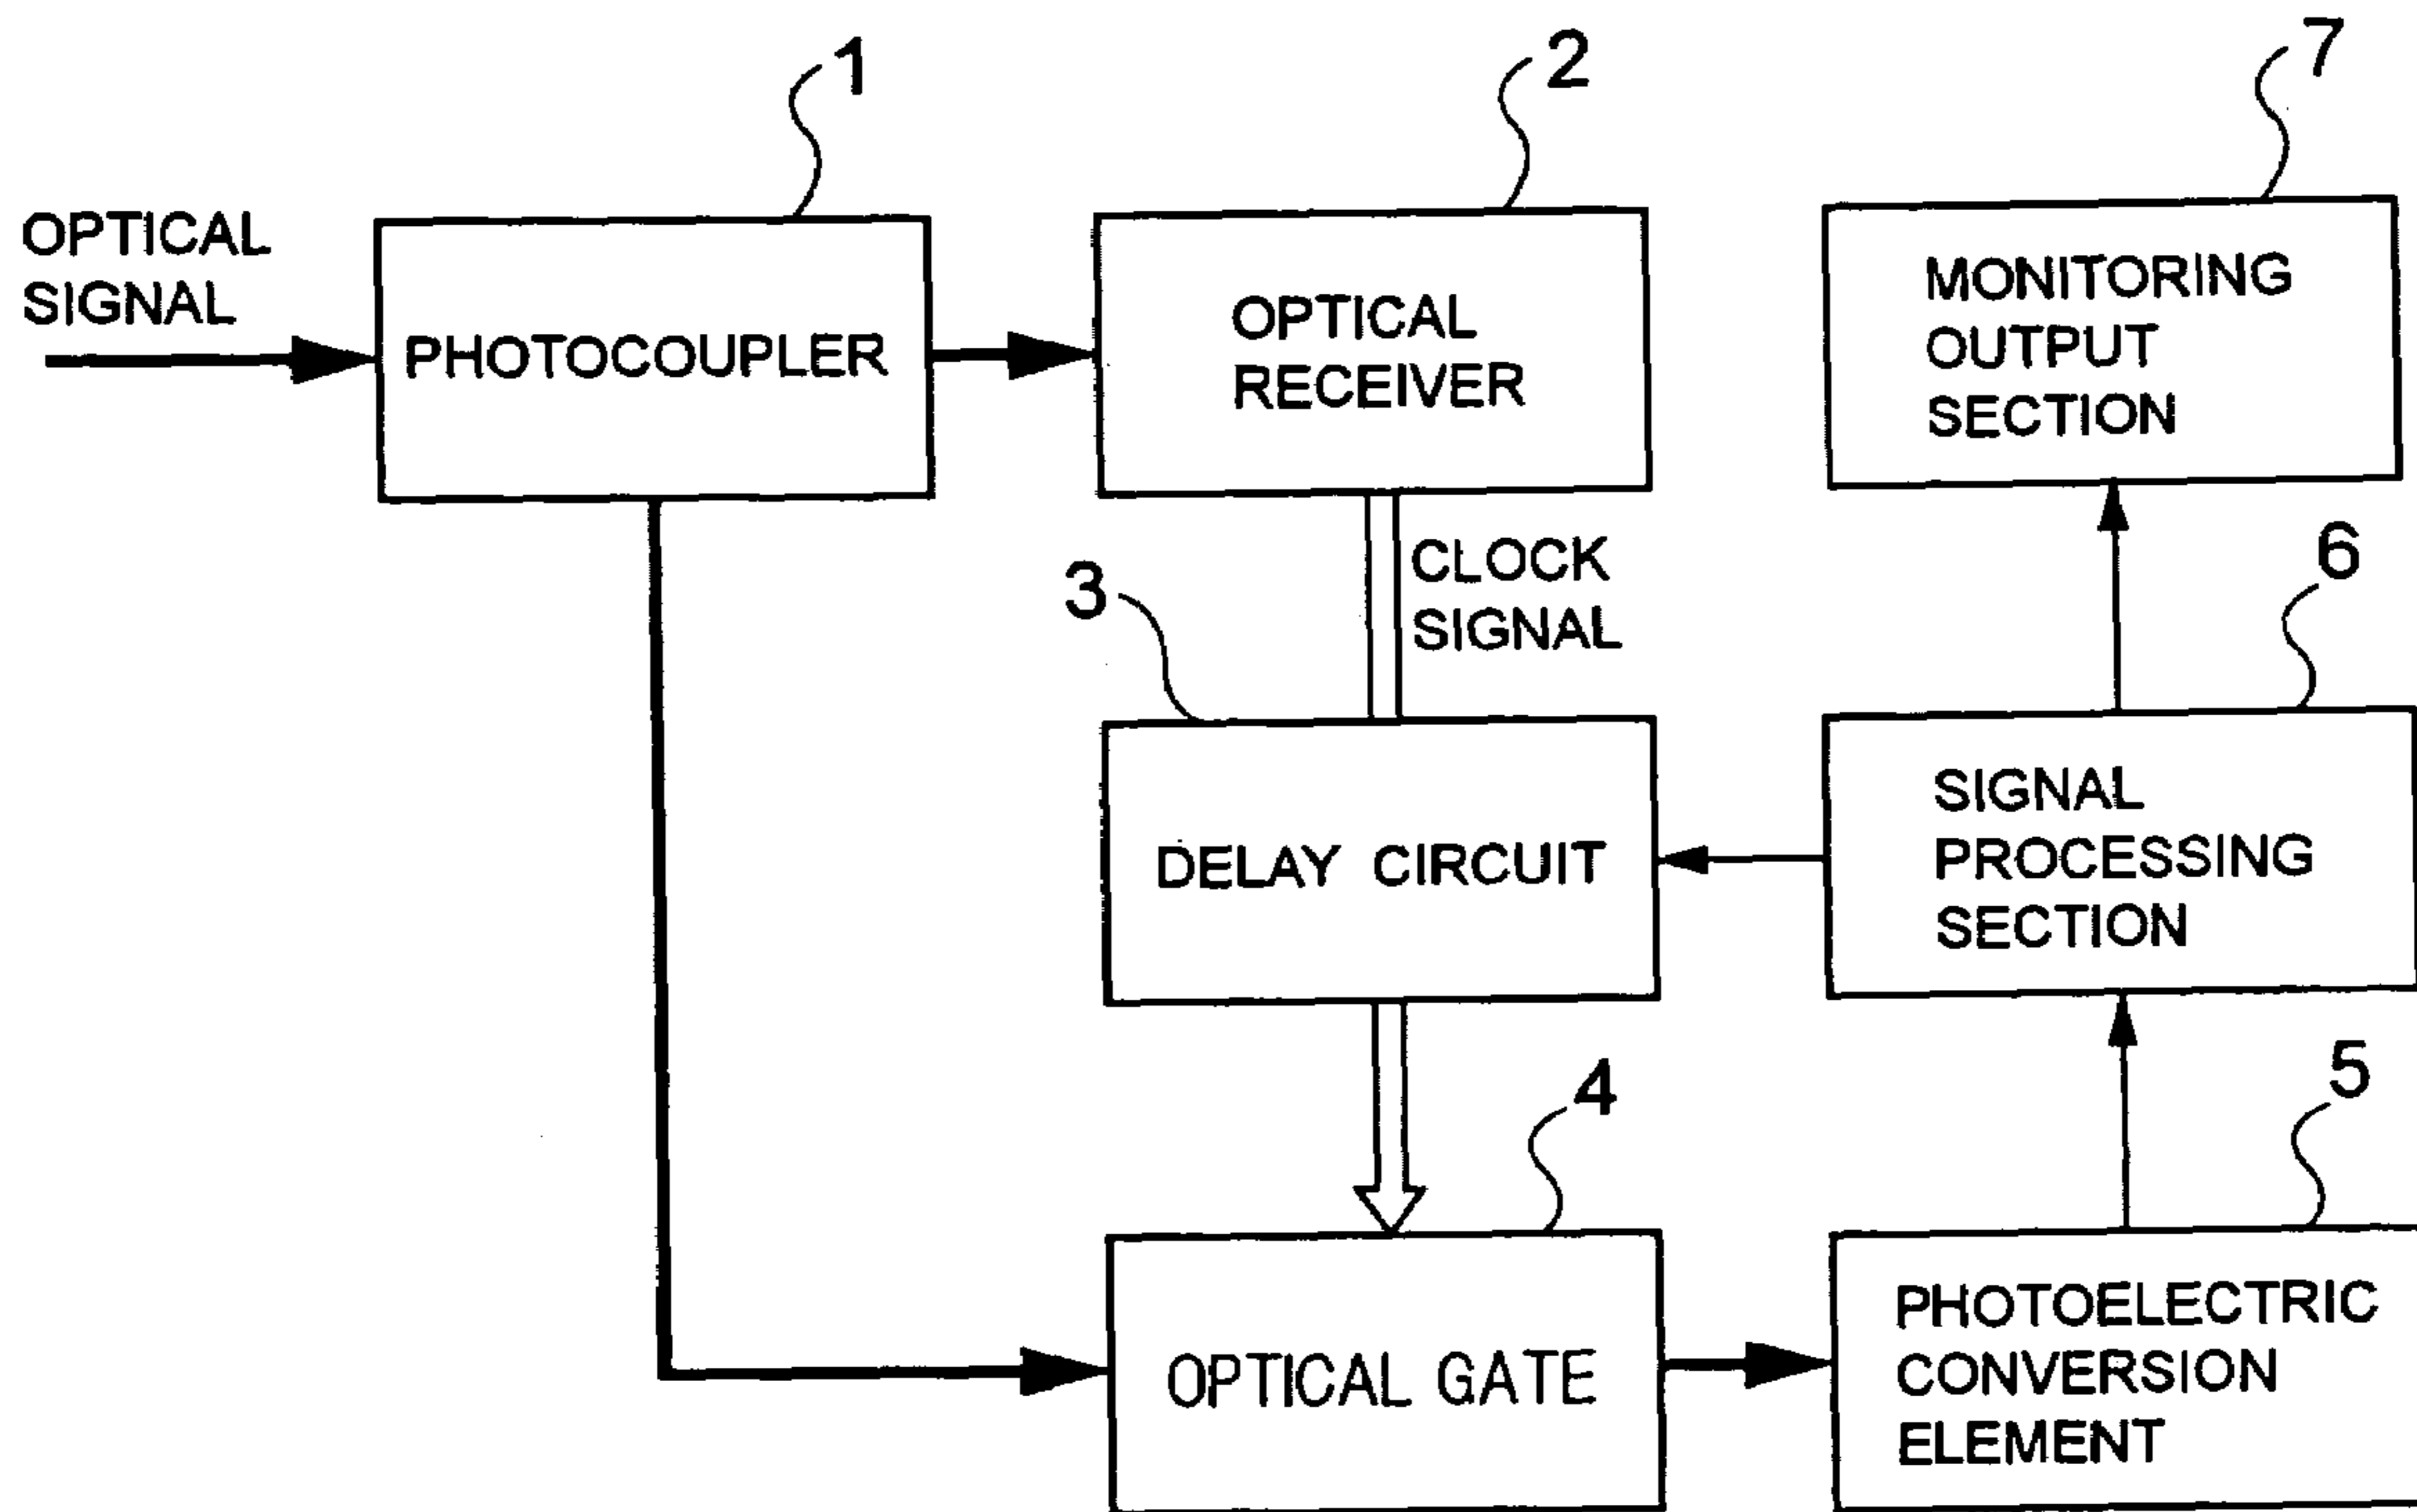 1
2
7
OPTICAL
SIGNAL
PHOTOCOUPLER
OPTICAL
RECEIVER
MONITORING
OUTPUT
SECTION
CLOCK
SIGNAL
3
6
DELAY CIRCUIT
SIGNAL
PROCESSING
SECTION
4
5
OPTICAL GATE
PHOTOELECTRIC
CONVERSION
ELEMENT